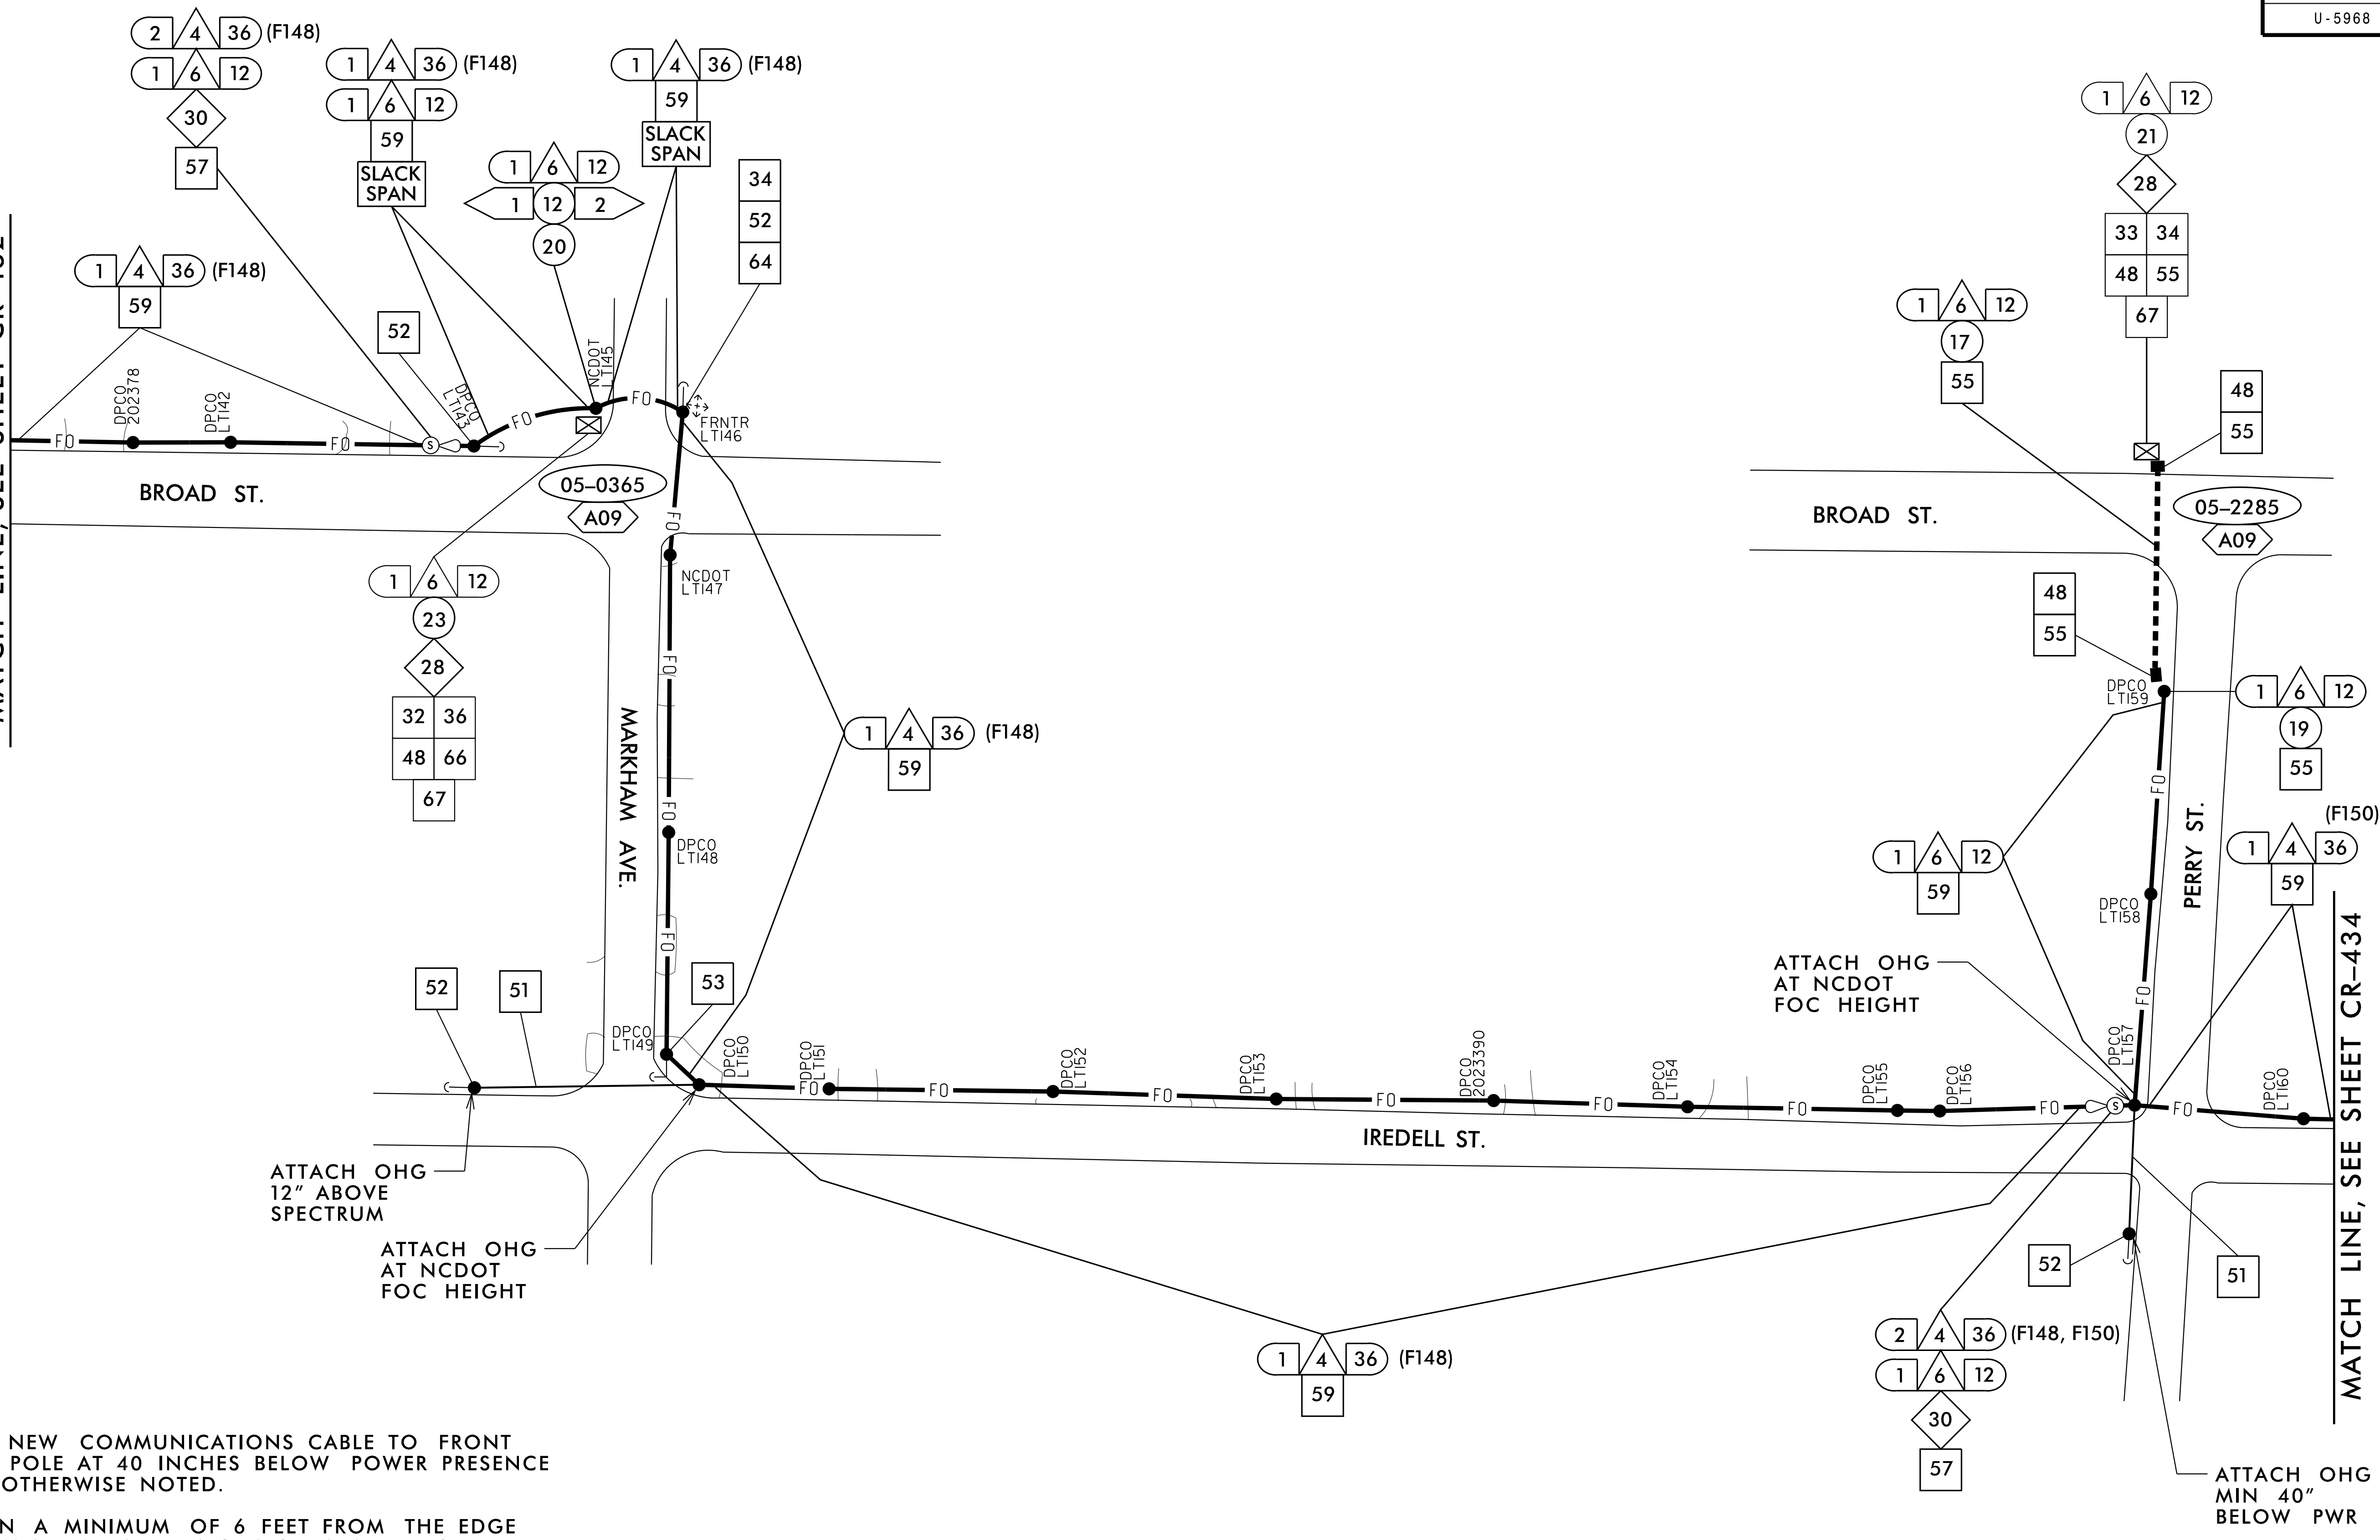 U-5968
2 4 36 (F148)
1 6 12
30
57
1 4 36 (F148)
1 6 12
59
SLACK
SPAN
1 4 36 (F148)
59
SLACK
SPAN
1 6 12
1 12 2
20
34
52
64
1 4 36 (F148)
59
52
DPCO
202378
DPCO
LT142
DPCO
LT143
NCDOT
LT145
FRNTR
LT146
FO
FO
FO
FO
S
BROAD ST.
05-0365
A09
1 6 12
23
28
32 36
48 66
67
FO
NCDOT
LT147
FO
MARKHAM AVE.
FO
DPCO
LT148
FO
1 4 36 (F148)
59
52
51
53
DPCO
LT149
DPCO
LT150
DPCO
LT151
DPCO
LT152
DPCO
LT153
DPCO
2023390
DPCO
LT154
DPCO
LT155
DPCO
LT156
DPCO
LT157
DPCO
LT160
FO
FO
FO
FO
FO
FO
FO
FO
S
IREDELL ST.
ATTACH OHG
12" ABOVE
SPECTRUM
ATTACH OHG
AT NCDOT
FOC HEIGHT
1 4 36 (F148)
59
1 6 12
21
28
33 34
48 55
67
1 6 12
17
55
48
55
BROAD ST.
05-2285
A09
48
55
DPCO
LT159
1 6 12
19
55
FO
PERRY ST.
(F150)
1 4 36
59
1 6 12
59
DPCO
LT158
FO
ATTACH OHG
AT NCDOT
FOC HEIGHT
52
51
2 4 36 (F148, F150)
1 6 12
30
57
ATTACH OHG
MIN 40"
BELOW PWR
MATCH LINE, SEE SHEET CR-434
NEW COMMUNICATIONS CABLE TO FRONT
POLE AT 40 INCHES BELOW POWER PRESENCE
OTHERWISE NOTED.
A MINIMUM OF 6 FEET FROM THE EDGE